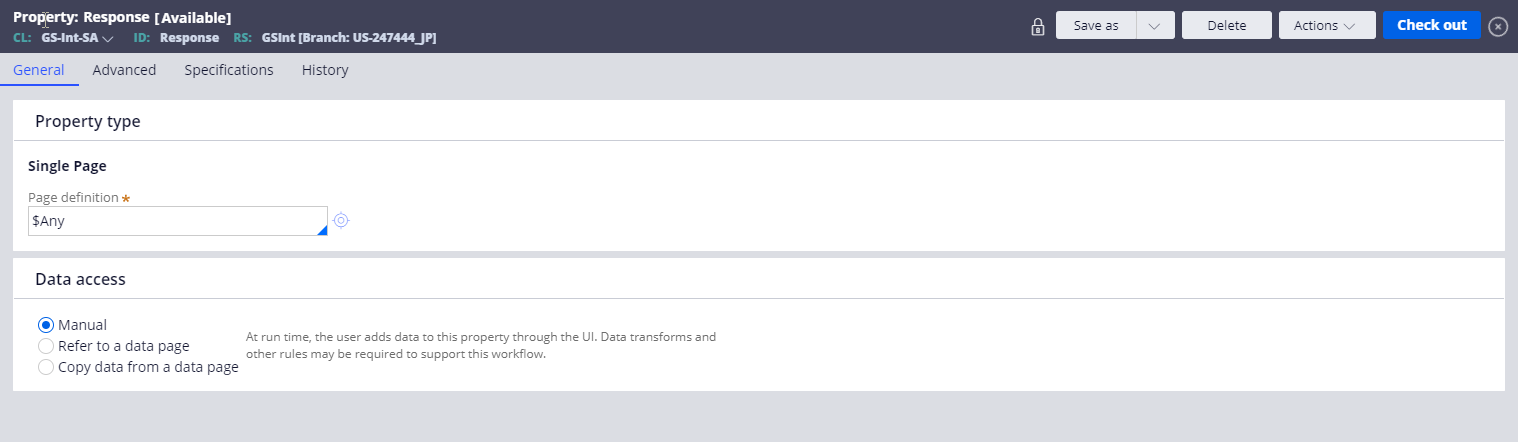 Property: Response [Available]
CL: GS-Int-SA ID: Response RS: GSInt [Branch: US-247444_JP]
Save as
Delete
Actions
Check out
General Advanced Specifications History
Property type
Single Page
Page definition *
$Any
Data access
Manual
Refer to a data page
Copy data from a data page
At run time, the user adds data to this property through the UI. Data transforms and
other rules may be required to support this workflow.